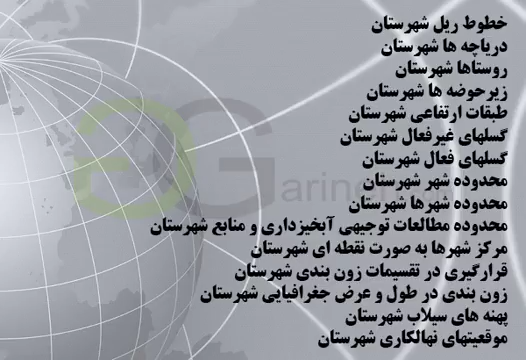 خطوط ریل شهرستان
دریاچه ها شهرستان
روستاها شهرستان
زیرحوضه ها شهرستان
طبقات ارتفاعی شهرستان
گسلهای غیرفعال شهرستان
گسلهای فعال شهرستان
محدوده شهر شهرستان
محدوده شهرها شهرستان
محدوده مطالعات توجیهی آبخیزداری و منابع شهرستان
مرکز شهرها به صورت نقطه ای شهرستان
قرارگیری در تقسیمات زون بندی شهرستان
زون بندی در طول و عرض جغرافیایی شهرستان
پهنه های سیلاب شهرستان
موقعیتهای نهالکاری شهرستان